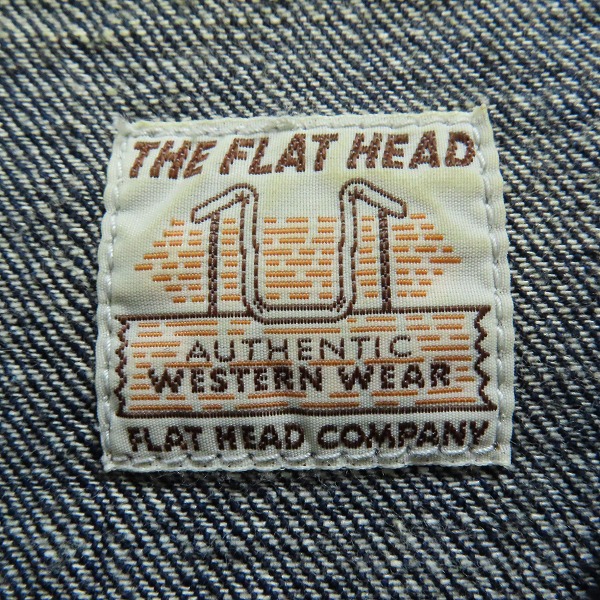 THE FLAT HEAD
AUTHENTIC
WESTERN WEAR
FLAT HEAD COMPANY